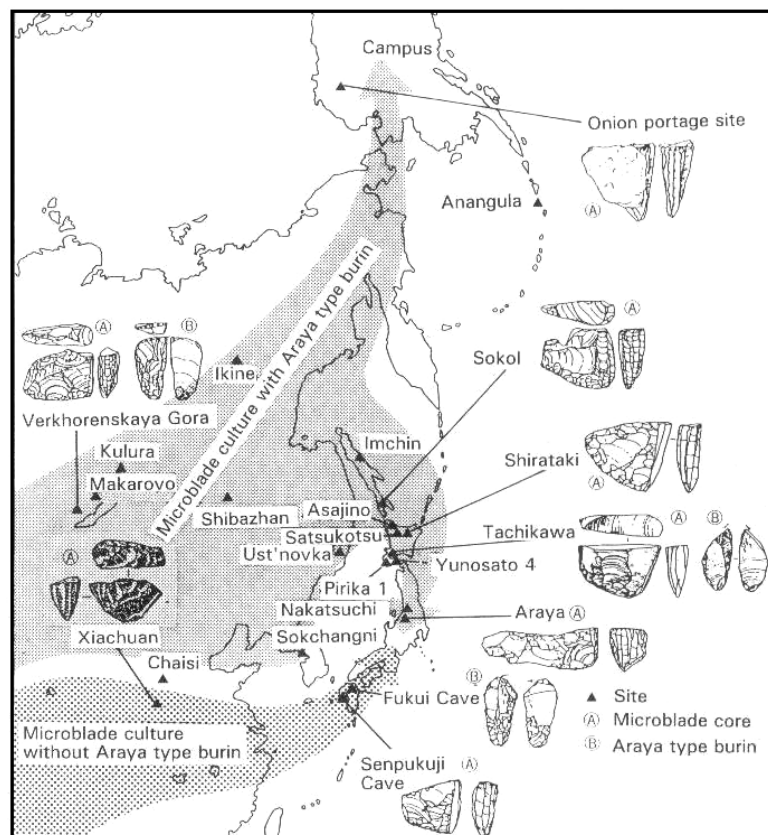 Campus
Onion portage site
Ⓐ
Anangula
Ⓐ
Ⓑ
Ⓐ
Sokol
Ikine
Microblade culture with Araya type burin
Verkhorenskaya Gora
Imchin
Kulura
Shirataki
Makarovo
Ⓐ
Asajino
Shibazhan
Satsukotsu
Tachikawa
Ⓐ
Ⓑ
Ust'novka
Ⓐ
Yunosato 4
Pirika 1
Nakatsuchi
Araya Ⓐ
Xiachuan
Sokchangni
Chaisi
Ⓑ
Fukui Cave
▲ Site
Ⓐ Microblade core
Ⓑ Araya type burin
Microblade culture
without Araya type burin
Senpukuji
Cave
Ⓐ